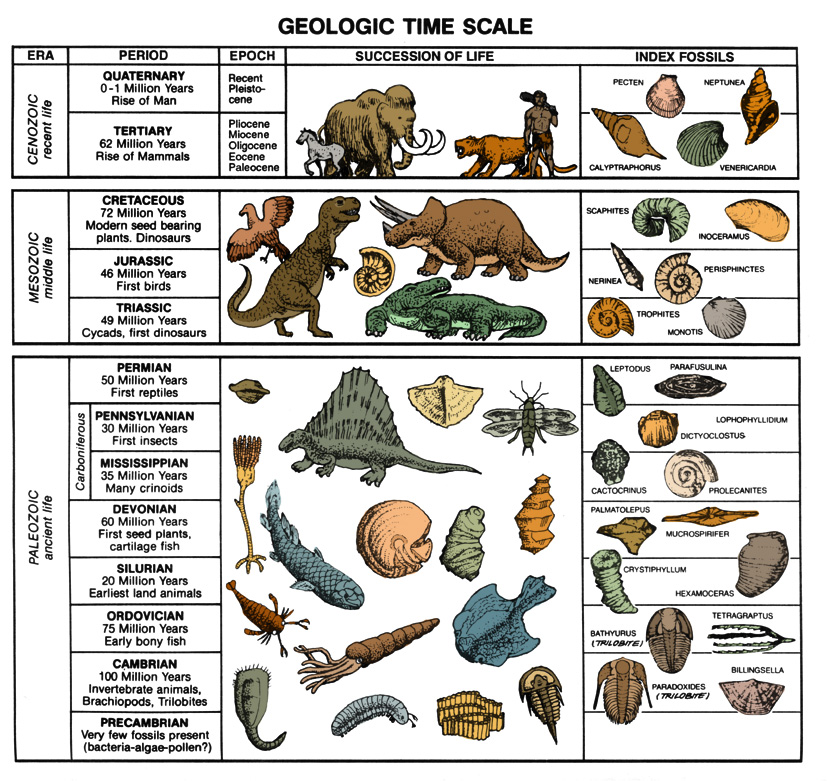 GEOLOGIC TIME SCALE
ERA
PERIOD
EPOCH
SUCCESSION OF LIFE
INDEX FOSSILS
CENOZOIC
recent life
QUATERNARY
0-1 Million Years
Rise of Man
Recent
Pleisto-
cene
PECTEN
NEPTUNEA
TERTIARY
62 Million Years
Rise of Mammals
Pliocene
Miocene
Oligocene
Eocene
Paleocene
CALYPTRAPHORUS
VENERICARDIA
MESOZOIC
middle life
CRETACEOUS
72 Million Years
Modern seed bearing
plants. Dinosaurs
SCAPHITES
INOCERAMUS
JURASSIC
46 Million Years
First birds
NERINEA
PERISPHINCTES
TRIASSIC
49 Million Years
Cycads, first dinosaurs
TROPHITES
MONOTIS
PALEOZOIC
ancient life
PERMIAN
50 Million Years
First reptiles
LEPTODUS
PARAFUSULINA
Carboniferous
PENNSYLVANIAN
30 Million Years
First insects
LOPHOPHYLLIDIUM
DICTYOCLOSTUS
MISSISSIPPIAN
35 Million Years
Many crinoids
CACTOCRINUS
PROLECANITES
DEVONIAN
60 Million Years
First seed plants,
cartilage fish
PALMATOLEPUS
MUCROSPIRIFER
SILURIAN
20 Million Years
Earliest land animals
CRYSTIPHYLLUM
HEXAMOCERAS
ORDOVICIAN
75 Million Years
Early bony fish
BATHYURUS
(TRILOBITE)
TETRAGRAPTUS
CAMBRIAN
100 Million Years
Invertebrate animals,
Brachiopods, Trilobites
PARADOXIDES
(TRILOBITE)
BILLINGSELLA
PRECAMBRIAN
Very few fossils present
(bacteria-algae-pollen?)